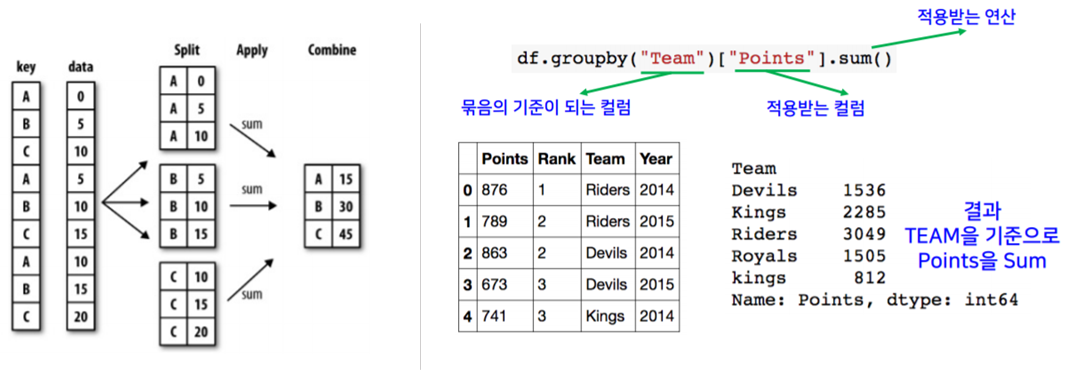 key data
A 0
B 5
C 10
A 5
B 10
C 15
A 10
B 15
C 20
Split Apply Combine
A 0
A 5
A 10
B 5
B 10
B 15
C 10
C 15
C 20
sum
sum
sum
A 15
B 30
C 45
적용받는 연산
df.groupby("Team")["Points"].sum()
묶음의 기준이 되는 컬럼
적용받는 컬럼
Points Rank Team Year
0 876 1 Riders 2014
1 789 2 Riders 2015
2 863 2 Devils 2014
3 673 3 Devils 2015
4 741 3 Kings 2014
Team
Devils 1536
Kings 2285
Riders 3049
Royals 1505
kings 812
Name: Points, dtype: int64
결과
TEAM을 기준으로
Points을 Sum